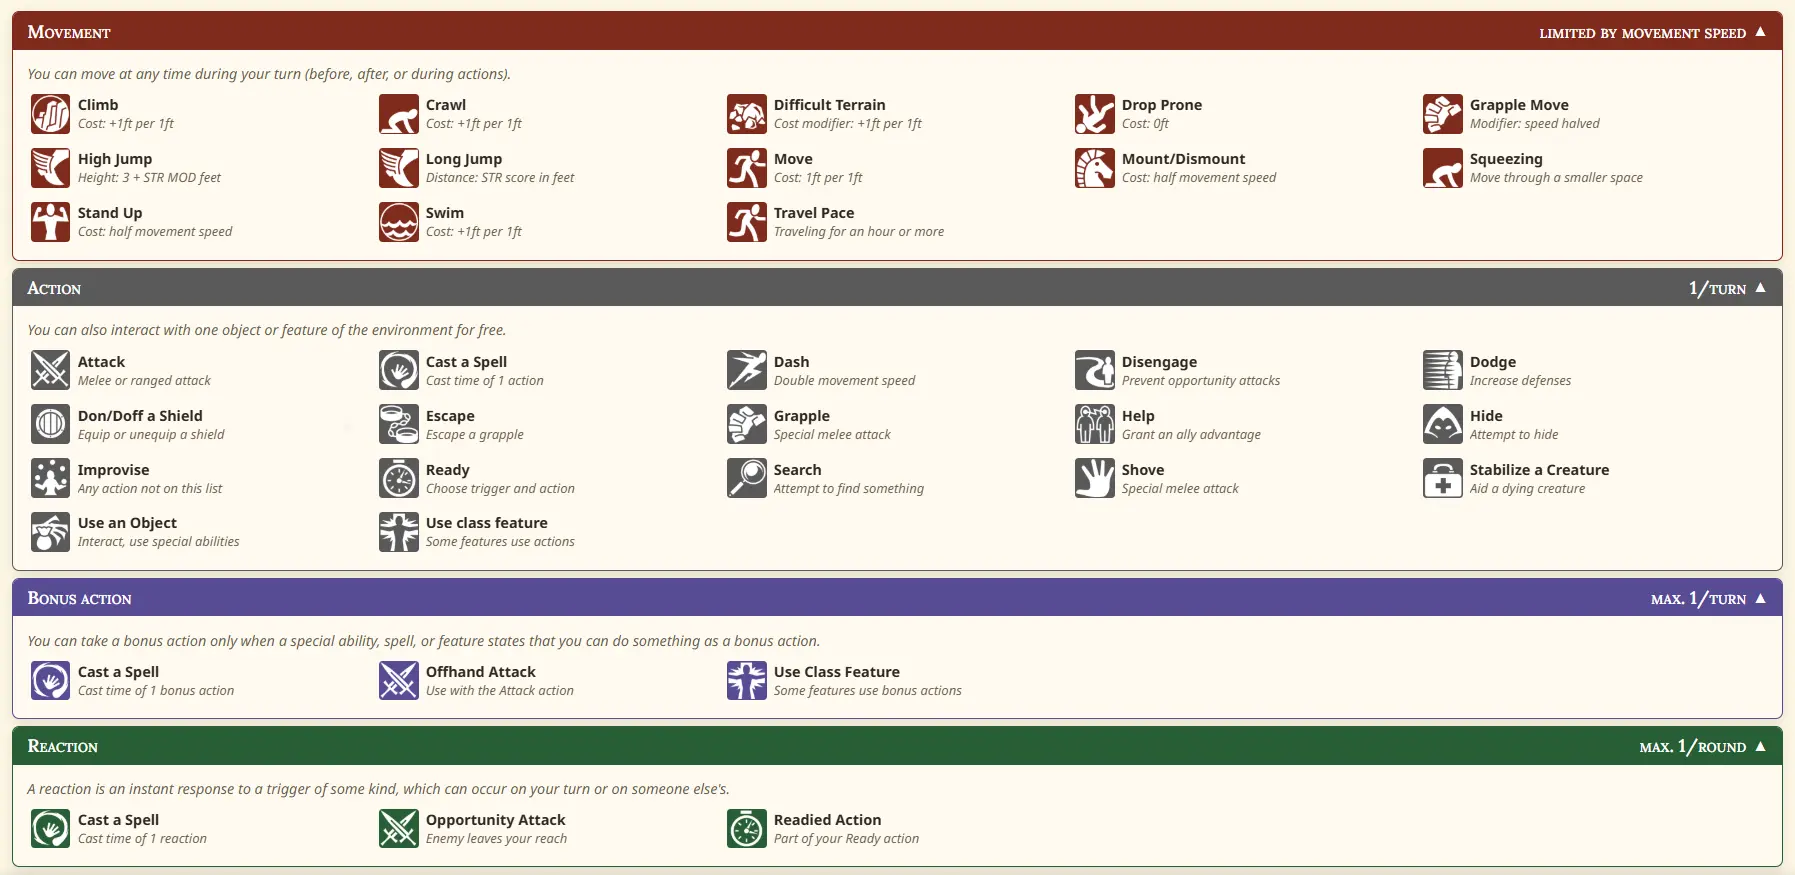 Movement
limited by movement speed ▲
You can move at any time during your turn (before, after, or during actions).
Climb
Cost: +1ft per 1ft
Crawl
Cost: +1ft per 1ft
Difficult Terrain
Cost modifier: +1ft per 1ft
Drop Prone
Cost: 0ft
Grapple Move
Modifier: speed halved
High Jump
Height: 3 + STR MOD feet
Long Jump
Distance: STR score in feet
Move
Cost: 1ft per 1ft
Mount/Dismount
Cost: half movement speed
Squeezing
Move through a smaller space
Stand Up
Cost: half movement speed
Swim
Cost: +1ft per 1ft
Travel Pace
Traveling for an hour or more
Action
1/turn ▲
You can also interact with one object or feature of the environment for free.
Attack
Melee or ranged attack
Cast a Spell
Cast time of 1 action
Dash
Double movement speed
Disengage
Prevent opportunity attacks
Dodge
Increase defenses
Don/Doff a Shield
Equip or unequip a shield
Escape
Escape a grapple
Grapple
Special melee attack
Help
Grant an ally advantage
Hide
Attempt to hide
Improvise
Any action not on this list
Ready
Choose trigger and action
Search
Attempt to find something
Shove
Special melee attack
Stabilize a Creature
Aid a dying creature
Use an Object
Interact, use special abilities
Use class feature
Some features use actions
Bonus action
max. 1/turn ▲
You can take a bonus action only when a special ability, spell, or feature states that you can do something as a bonus action.
Cast a Spell
Cast time of 1 bonus action
Offhand Attack
Use with the Attack action
Use Class Feature
Some features use bonus actions
Reaction
max. 1/round ▲
A reaction is an instant response to a trigger of some kind, which can occur on your turn or on someone else's.
Cast a Spell
Cast time of 1 reaction
Opportunity Attack
Enemy leaves your reach
Readied Action
Part of your Ready action